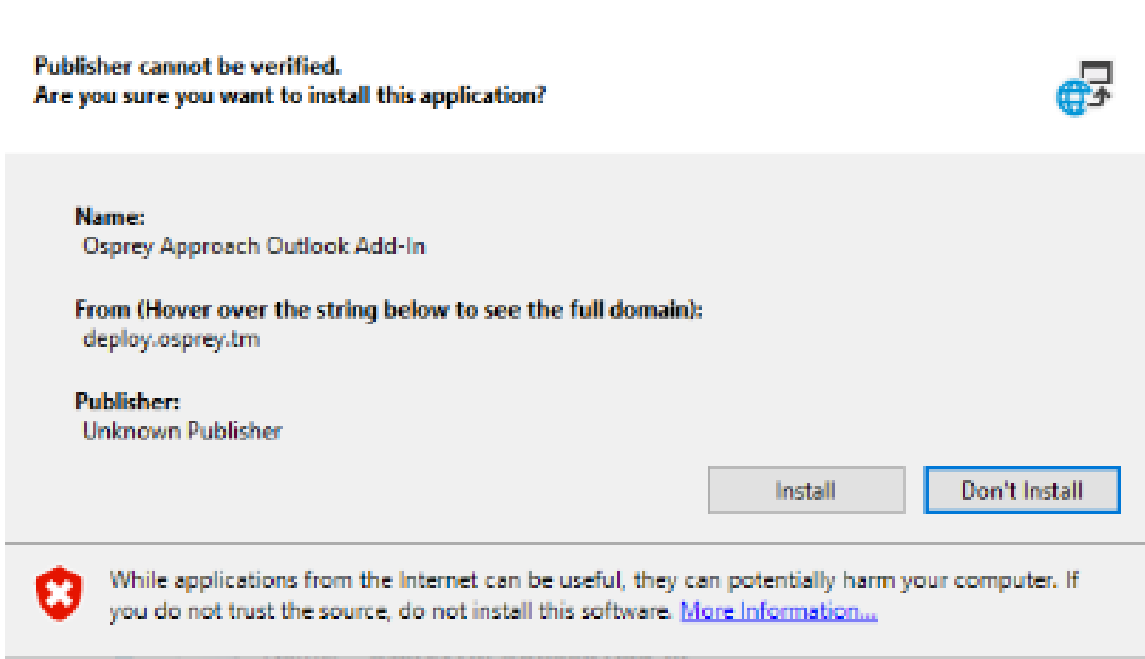 Publisher cannot be verified.
Are you sure you want to install this application?
Name:
Osprey Approach Outlook Add-In
From (Hover over the string below to see the full domain):
deploy.osprey.tm
Publisher:
Unknown Publisher
Install
Don't Install
While applications from the Internet can be useful, they can potentially harm your computer. If
you do not trust the source, do not install this software. More Information...